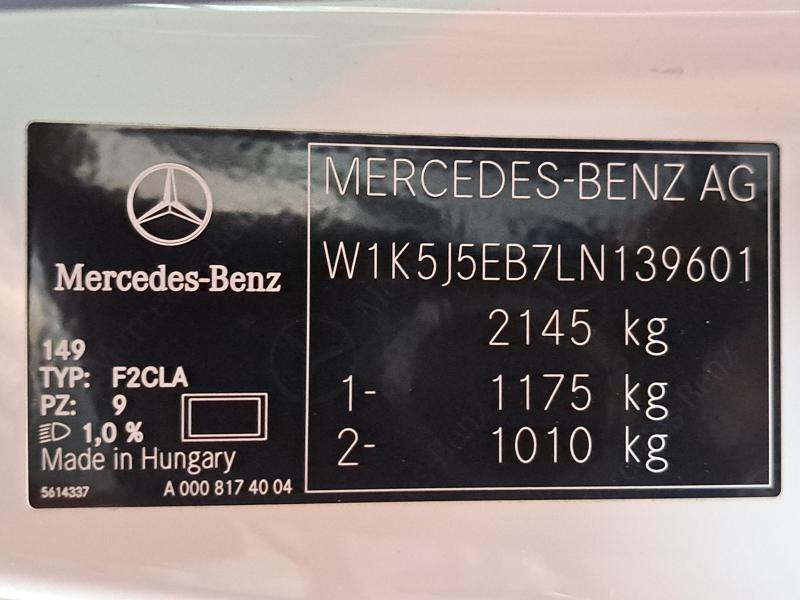 Mercedes-Benz
149
TYP: F2CLA
PZ: 9
1,0 %
Made in Hungary
5614337 A 000 817 40 04
MERCEDES-BENZ AG
W1K5J5EB7LN139601
2145 kg
1- 1175 kg
2- 1010 kg